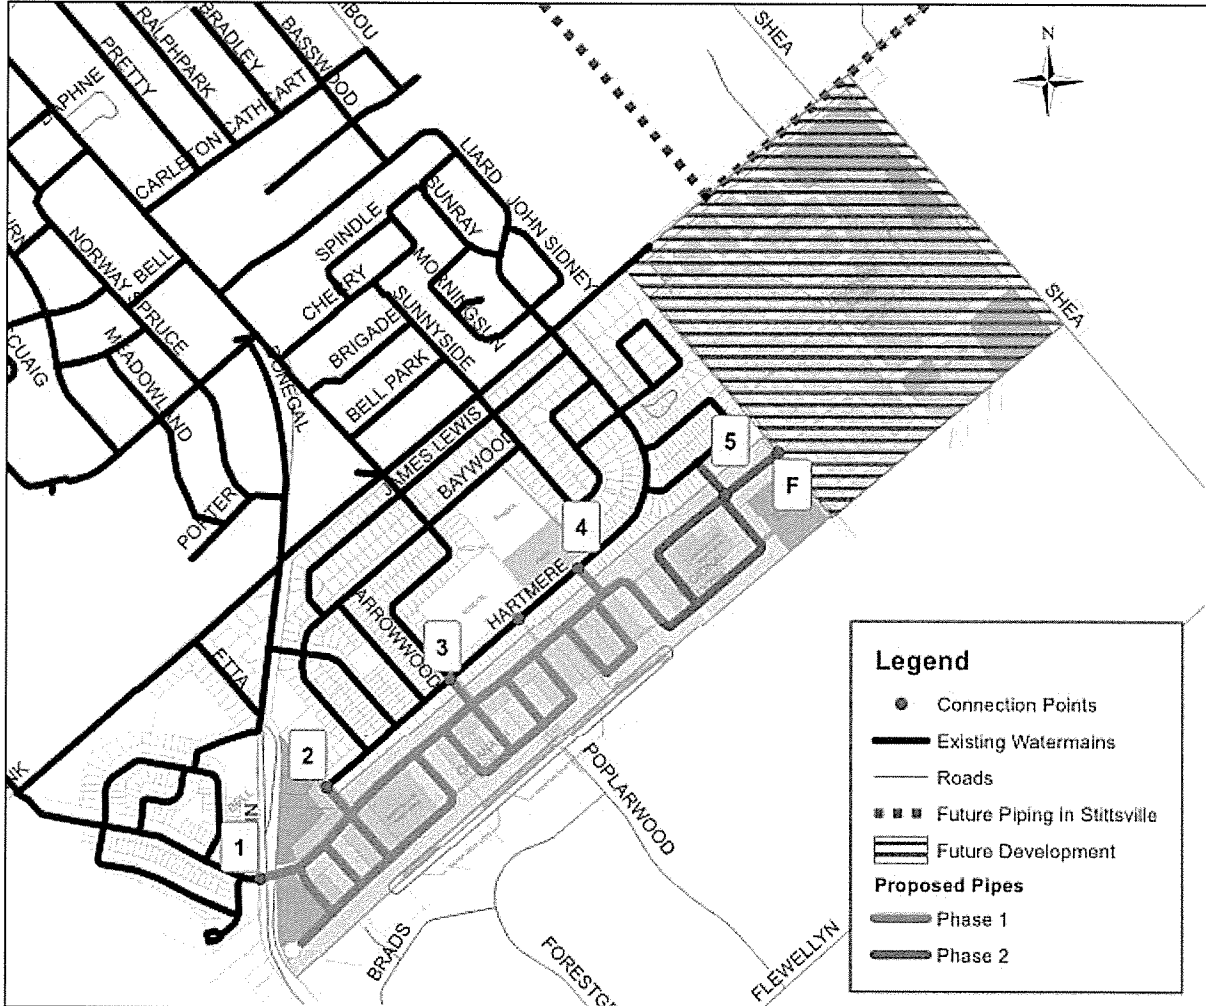 SHEA
N
RALPHPARK
BRADLEY
BASSWOOD
PRETTY
CATHCART
CARLETON
LIARD
SUNRAY
JOHN SIDNEY
SPINDLE
BELL
NORWAY SPRUCE
CHERRY
MORNINGSUN
SUNNYSIDE
SHEA
BRIGADE
MEADOWLAND
BELL PARK
JAMES LEWIS
BAYWOOD
5
F
PORTER
4
HARTMERE
ARROWWOOD
3
ETTA
2
1
POPLARWOOD
BRADS
FLEWELLYN
Legend
Connection Points
Existing Watermains
Roads
Future Piping in Stittsville
Future Development
Proposed Pipes
Phase 1
Phase 2